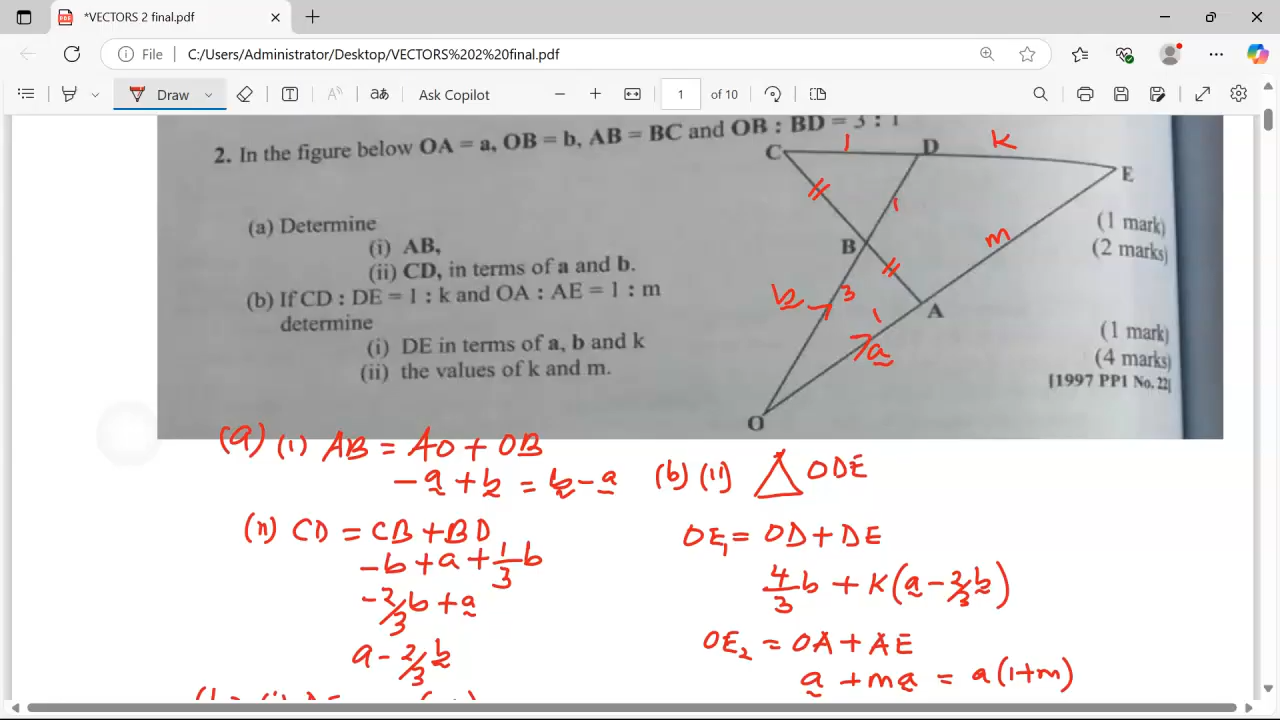 *VECTORS 2 final.pdf
File C:/Users/Administrator/Desktop/VECTORS%202%20final.pdf
Draw Ask Copilot 1 of 10
2. In the figure below OA = a, OB = b, AB = BC and OB : BD = 3 : 1
(a) Determine
(i) AB, (1 mark)
(ii) CD, in terms of a and b. (2 marks)
(b) If CD : DE = 1 : k and OA : AE = 1 : m
determine
(i) DE in terms of a, b and k (1 mark)
(ii) the values of k and m. (4 marks)
[1997 PP1 No. 22]
C 1 D K E
1
B m
b 3
1 A
a
O
(a) (i) AB = AO + OB
-a + b = b - a
(ii) CD = CB + BD
-b + a + 1/3 b
-2/3 b + a
a - 2/3 b
(b) (ii) △ ODE
OE1 = OD + DE
4/3 b + K(a - 2/3 b)
OE2 = OA + AE
a + ma = a(1+m)